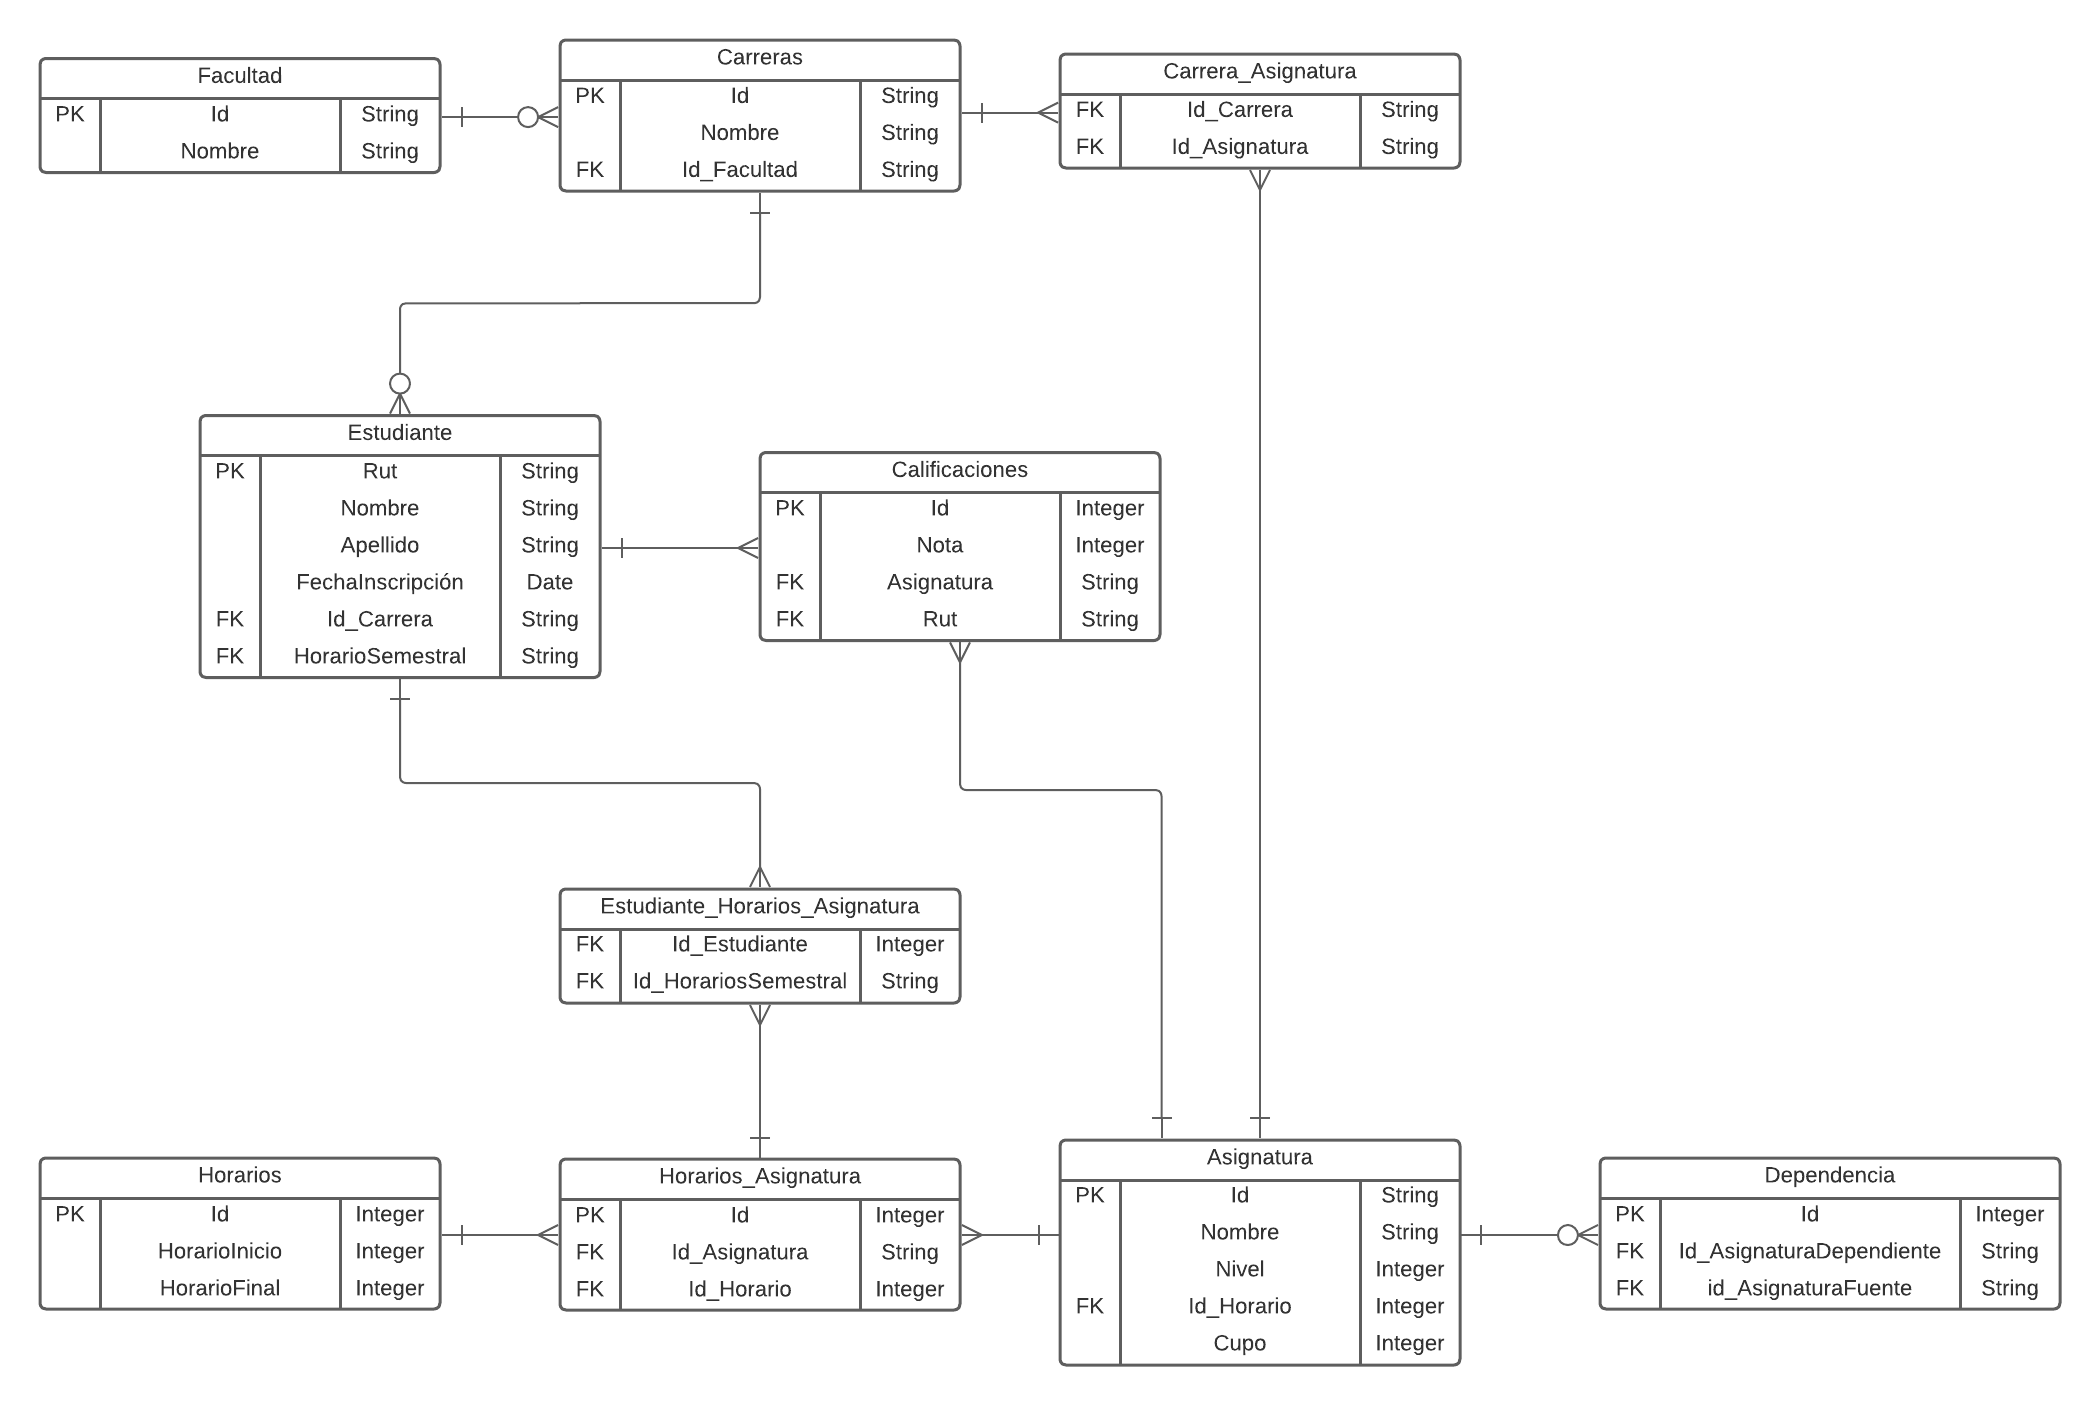 Facultad
PK Id String
Nombre String
Carreras
PK Id String
Nombre String
FK Id_Facultad String
Carrera_Asignatura
FK Id_Carrera String
FK Id_Asignatura String
Estudiante
PK Rut String
Nombre String
Apellido String
FechaInscripción Date
FK Id_Carrera String
FK HorarioSemestral String
Calificaciones
PK Id Integer
Nota Integer
FK Asignatura String
FK Rut String
Estudiante_Horarios_Asignatura
FK Id_Estudiante Integer
FK Id_HorariosSemestral String
Horarios
PK Id Integer
HorarioInicio Integer
HorarioFinal Integer
Horarios_Asignatura
PK Id Integer
FK Id_Asignatura String
FK Id_Horario Integer
Asignatura
PK Id String
Nombre String
Nivel Integer
FK Id_Horario Integer
Cupo Integer
Dependencia
PK Id Integer
FK Id_AsignaturaDependiente String
FK id_AsignaturaFuente String